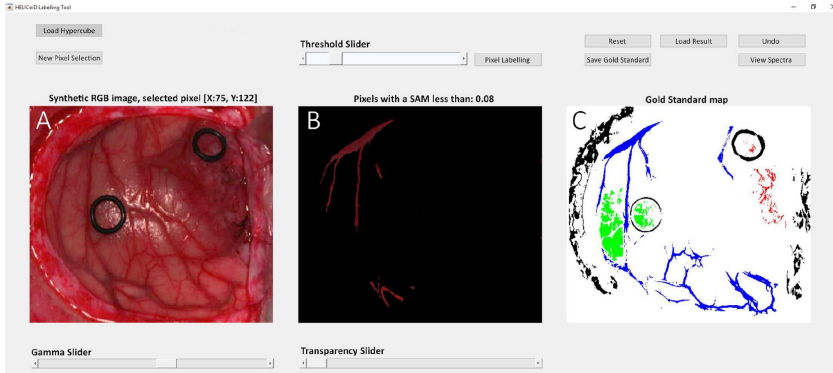 HELICoiD Labelling Tool
Load Hypercube
New Pixel Selection
Threshold Slider
Pixel Labelling
Reset
Load Result
Undo
Save Gold Standard
View Spectra
Synthetic RGB image, selected pixel [X:75, Y:122]
Pixels with a SAM less than: 0.08
Gold Standard map
A
B
C
Gamma Slider
Transparency Slider